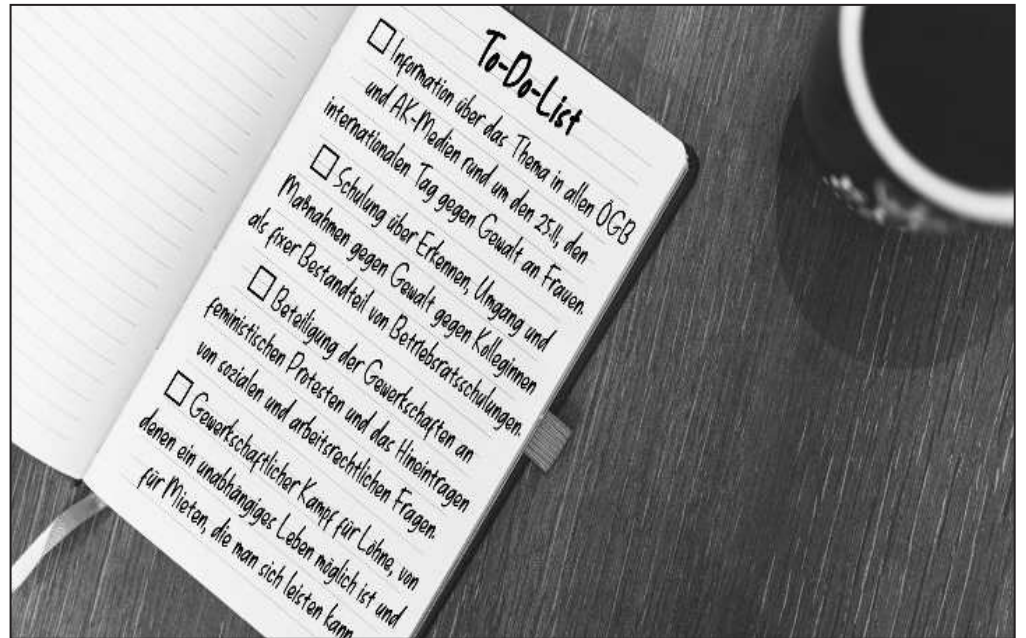 To-Do-List
Information über das Thema in allen ÖGB
und AK-Medien rund um den 25.11., den
internationalen Tag gegen Gewalt an Frauen.
Schulung über Erkennen, Umgang und
Maßnahmen gegen Gewalt gegen Kolleginnen
als fixer Bestandteil von Betriebsratsschulungen.
Beteiligung der Gewerkschaften an
feministischen Protesten und das Hineintragen
von sozialen und arbeitsrechtlichen Fragen.
Gewerkschaftlicher Kampf für Löhne, von
denen ein unabhängiges Leben möglich ist und
für Mieten, die man sich leisten kann